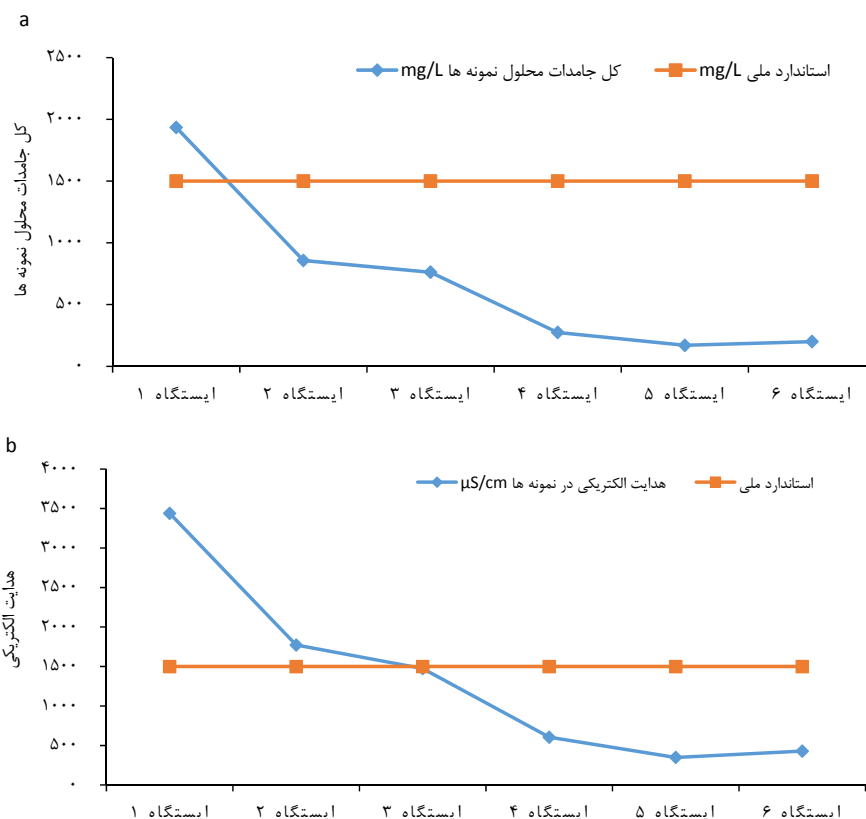 a
۲۵۰۰
کل جامدات محلول نمونه ها mg/L
استاندارد ملی mg/L
۲۰۰۰
۱۵۰۰
۱۰۰۰
۵۰۰
۰
کل جامدات محلول نمونه ها
ایستگاه ۱ ایستگاه ۲ ایستگاه ۳ ایستگاه ۴ ایستگاه ۵ ایستگاه ۶
b
۴۰۰۰
هدایت الکتریکی در نمونه ها µS/cm
استاندارد ملی
۳۵۰۰
۳۰۰۰
۲۵۰۰
۲۰۰۰
۱۵۰۰
۱۰۰۰
۵۰۰
۰
هدایت الکتریکی
ایستگاه ۱ ایستگاه ۲ ایستگاه ۳ ایستگاه ۴ ایستگاه ۵ ایستگاه ۶